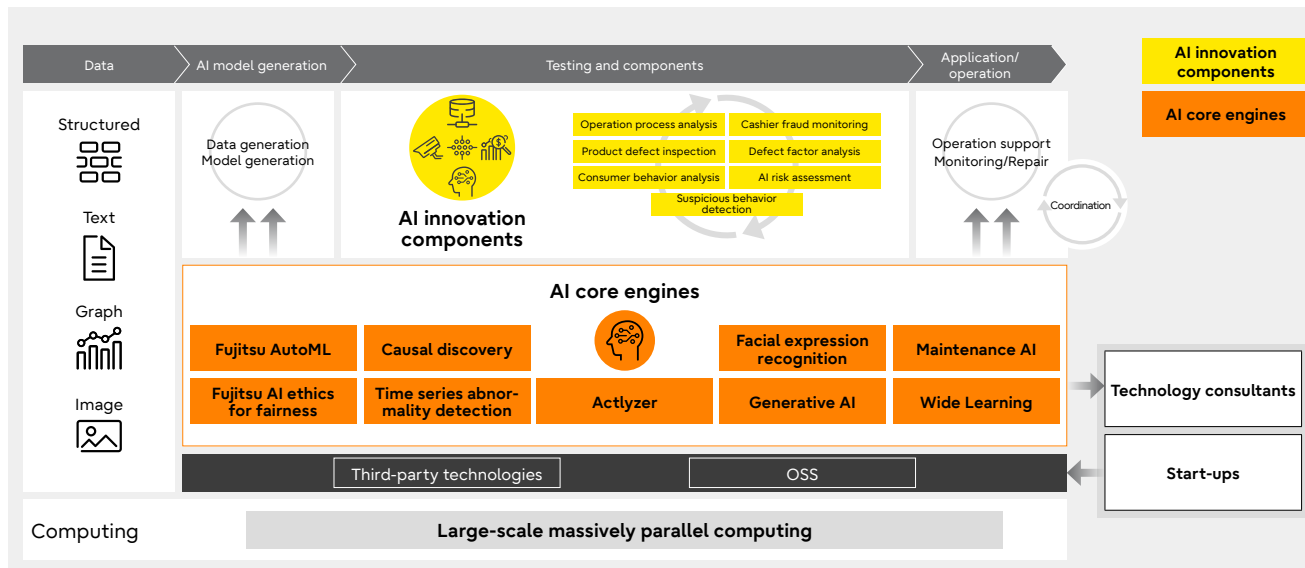 Data
AI model generation
Testing and components
Application/
operation
AI innovation
components
AI core engines
Structured
Text
Graph
Image
Data generation
Model generation
AI innovation
components
Operation process analysis
Cashier fraud monitoring
Product defect inspection
Defect factor analysis
Consumer behavior analysis
AI risk assessment
Suspicious behavior
detection
Operation support
Monitoring/Repair
Coordination
AI core engines
Fujitsu AutoML
Causal discovery
Facial expression
recognition
Maintenance AI
Fujitsu AI ethics
for fairness
Time series abnor-
mality detection
Actlyzer
Generative AI
Wide Learning
Technology consultants
Start-ups
Third-party technologies
OSS
Computing
Large-scale massively parallel computing